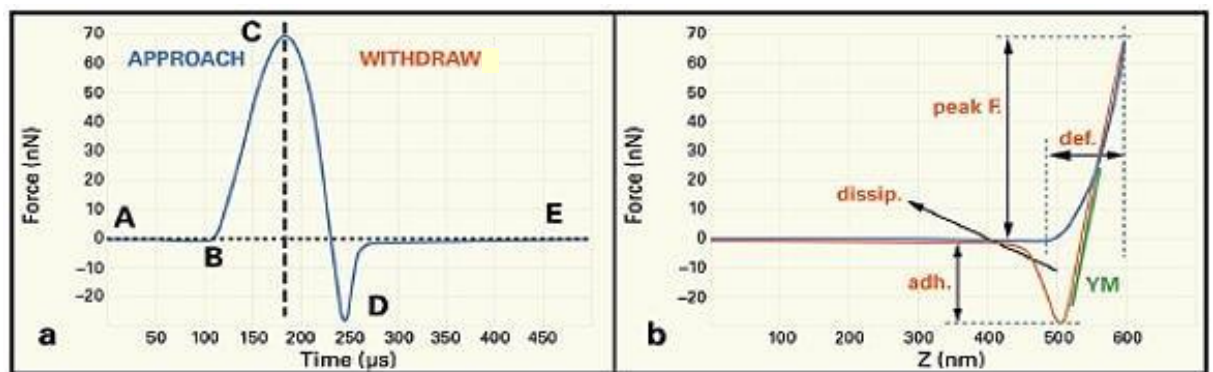 APPROACH
WITHDRAW
Force (nN)
70
60
50
40
30
20
10
0
−10
−20
A
B
C
D
E
50 100 150 200 250 300 350 400 450
Time (µs)
a
Force (nN)
70
60
50
40
30
20
10
0
−10
−20
peak F.
def.
dissip.
adh.
YM
100 200 300 400 500 600
Z (nm)
b